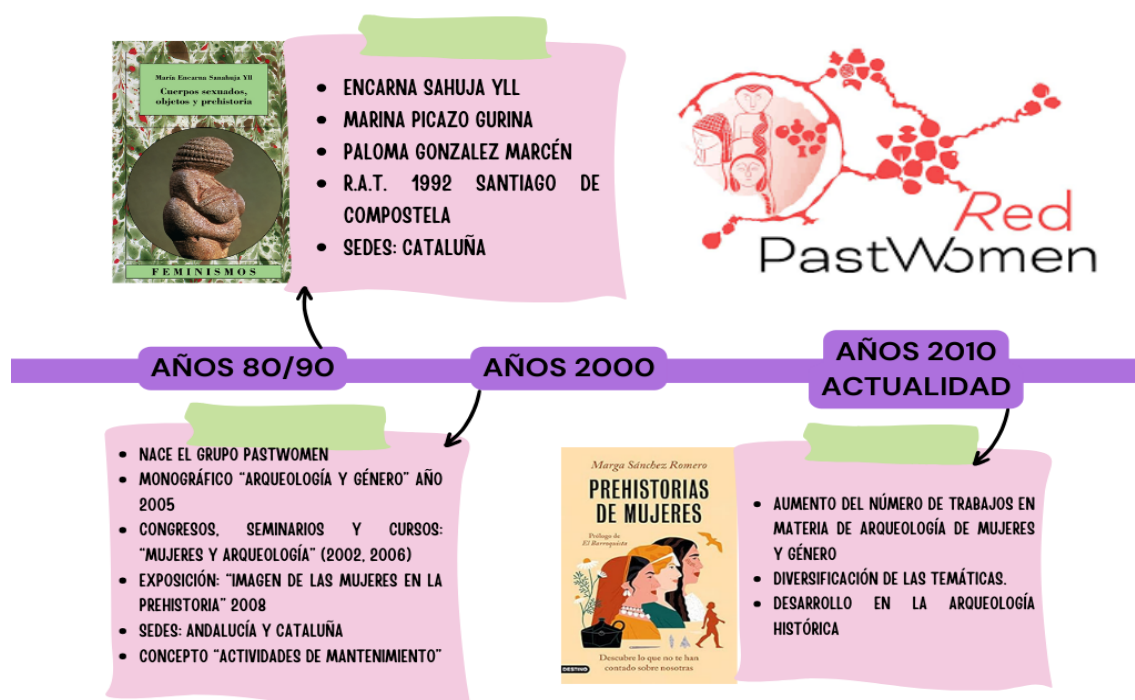 María Encarna Sanahuja Yll
Cuerpos sexuados,
objetos y prehistoria
FEMINISMOS
• ENCARNA SAHUJA YLL
• MARINA PICAZO GURINA
• PALOMA GONZALEZ MARCÉN
• R.A.T. 1992 SANTIAGO DE
COMPOSTELA
• SEDES: CATALUÑA
Red
PastWomen
AÑOS 80/90
AÑOS 2000
AÑOS 2010
ACTUALIDAD
• NACE EL GRUPO PASTWOMEN
• MONOGRÁFICO "ARQUEOLOGÍA Y GÉNERO" AÑO
2005
• CONGRESOS, SEMINARIOS Y CURSOS:
"MUJERES Y ARQUEOLOGÍA" (2002, 2006)
• EXPOSICIÓN: "IMAGEN DE LAS MUJERES EN LA
PREHISTORIA" 2008
• SEDES: ANDALUCÍA Y CATALUÑA
• CONCEPTO "ACTIVIDADES DE MANTENIMIENTO"
Marga Sánchez Romero
PREHISTORIAS
DE MUJERES
Prólogo de
El Barroquista
Descubre lo que no te han
contado sobre nosotras
DESTINO
• AUMENTO DEL NÚMERO DE TRABAJOS EN
MATERIA DE ARQUEOLOGÍA DE MUJERES
Y GÉNERO
• DIVERSIFICACIÓN DE LAS TEMÁTICAS.
• DESARROLLO EN LA ARQUEOLOGÍA
HISTÓRICA